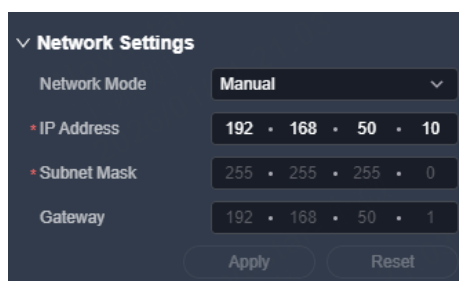 Network Settings
Network Mode Manual
* IP Address 192 . 168 . 50 . 10
* Subnet Mask 255 . 255 . 255 . 0
Gateway 192 . 168 . 50 . 1
Apply Reset